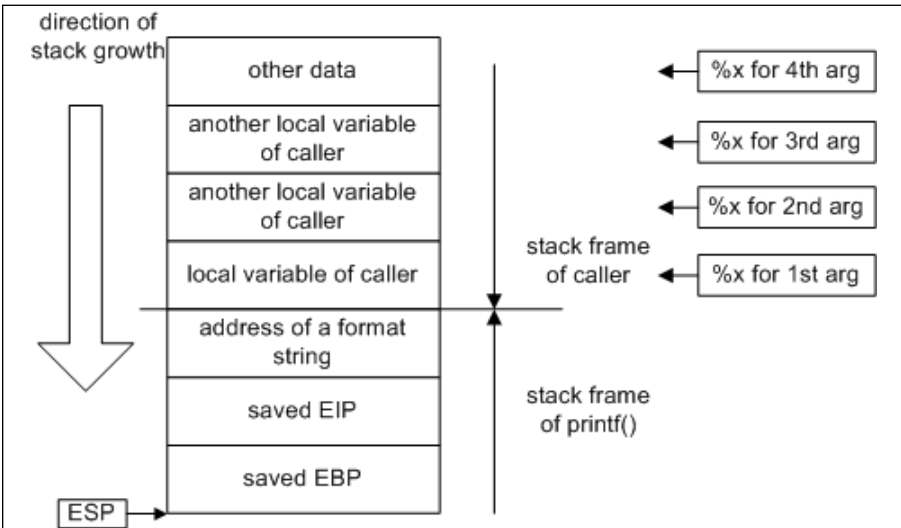 direction of
stack growth
other data
%x for 4th arg
another local variable
of caller
%x for 3rd arg
another local variable
of caller
%x for 2nd arg
local variable of caller
stack frame
of caller
%x for 1st arg
address of a format
string
saved EIP
stack frame
of printf()
saved EBP
ESP